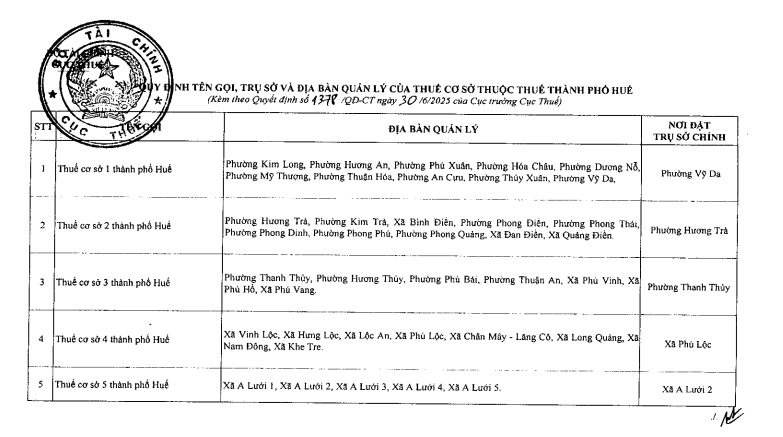 BỘ TÀI CHÍNH
CỤC THUẾ
TÀI CHÍNH
CỤC THUẾ
QUY ĐỊNH TÊN GỌI, TRỤ SỞ VÀ ĐỊA BÀN QUẢN LÝ CỦA THUẾ CƠ SỞ THUỘC THUẾ THÀNH PHỐ HUẾ
(Kèm theo Quyết định số 1378 /QĐ-CT ngày 30 /6/2025 của Cục trưởng Cục Thuế)
STT TÊN GỌI ĐỊA BÀN QUẢN LÝ NƠI ĐẶT
TRỤ SỞ CHÍNH
1 Thuế cơ sở 1 thành phố Huế Phường Kim Long, Phường Hương An, Phường Phú Xuân, Phường Hóa Châu, Phường Dương Nỗ, Phường Vỹ Dạ
Phường Mỹ Thượng, Phường Thuận Hóa, Phường An Cựu, Phường Thủy Xuân, Phường Vỹ Dạ,
2 Thuế cơ sở 2 thành phố Huế Phường Hương Trà, Phường Kim Trà, Xã Bình Điền, Phường Phong Điền, Phường Phong Thái, Phường Hương Trà
Phường Phong Dinh, Phường Phong Phú, Phường Phong Quảng, Xã Đan Điền, Xã Quảng Điền.
3 Thuế cơ sở 3 thành phố Huế Phường Thanh Thủy, Phường Hương Thủy, Phường Phú Bài, Phường Thuận An, Xã Phú Vinh, Xã Phường Thanh Thủy
Phú Hồ, Xã Phú Vang.
4 Thuế cơ sở 4 thành phố Huế Xã Vinh Lộc, Xã Hưng Lộc, Xã Lộc An, Xã Phú Lộc, Xã Chân Mây - Lăng Cô, Xã Long Quảng, Xã Xã Phú Lộc
Nam Đông, Xã Khe Tre.
5 Thuế cơ sở 5 thành phố Huế Xã A Lưới 1, Xã A Lưới 2, Xã A Lưới 3, Xã A Lưới 4, Xã A Lưới 5. Xã A Lưới 2